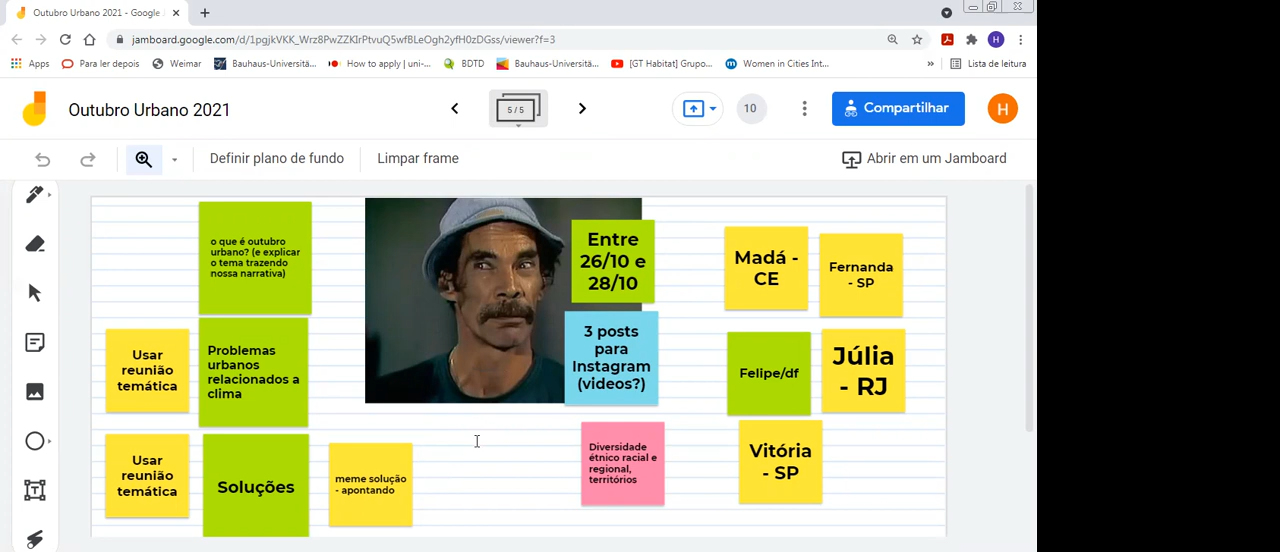 Outubro Urbano 2021 - Google
jamboard.google.com/d/1pgjkVKK_Wrz8PwZZKIrPtvuQ5wfBLeOgh2yfH0zDGss/viewer?f=3
Apps
Para ler depois
Weimar
Bauhaus-Universitä...
How to apply | uni-...
BDTD
Bauhaus-Universitä...
[GT Habitat] Grupo...
Women in Cities Int...
»
Lista de leitura
H
Outubro Urbano 2021
5 / 5
10
Compartilhar
H
Definir plano de fundo
Limpar frame
Abrir em um Jamboard
o que é outubro
urbano? (e explicar
o tema trazendo
nossa narrativa)
Entre
26/10 e
28/10
Madá -
CE
Fernanda
- SP
Usar
reunião
temática
Problemas
urbanos
relacionados a
clima
3 posts
para
Instagram
(videos?)
Felipe/df
Júlia
- RJ
Usar
reunião
temática
Soluções
meme solução
- apontando
Diversidade
étnico racial e
regional,
territórios
Vitória
- SP